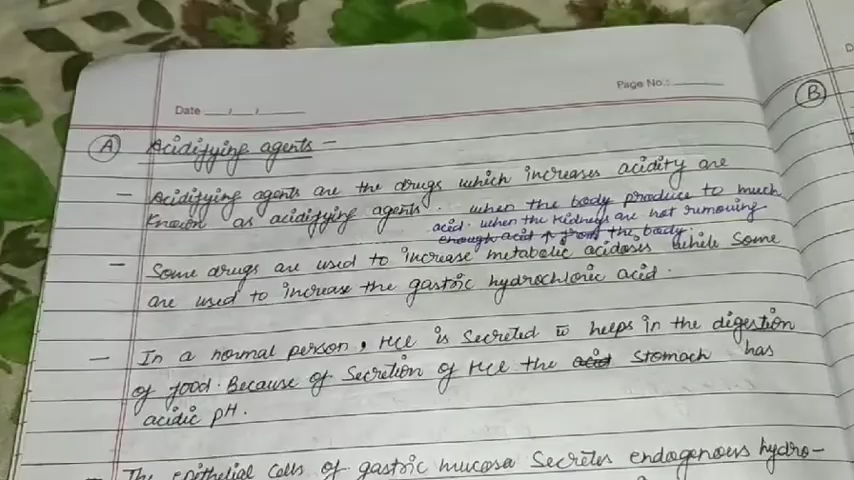 Page No.:
Date
B
A Acidifying agents -
- Acidifying agents are the drugs which increases acidity are
known as acidifying agents. when the body produce to much
acid. when the kidneys are not removing
enough acid ↑ from the body.
- Some drugs are used to increase metabolic acidosis while some
are used to increase the gastric hydrochloric acid.
- In a normal person, HCl is secreted helps in the digestion
of food. Because of Secretion of HCl the acid stomach has
acidic pH.
- The epithelial cells of gastric mucosa Secretes endogenous hydro-